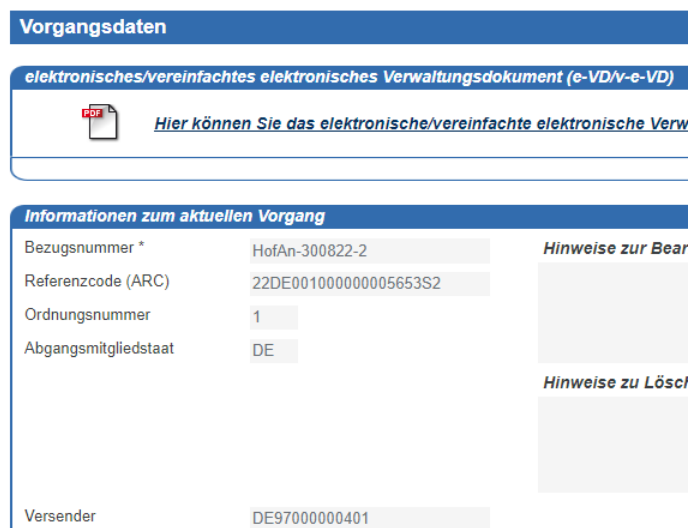 Vorgangsdaten
elektronisches/vereinfachtes elektronisches Verwaltungsdokument (e-VD/v-e-VD)
PDF
Hier können Sie das elektronische/vereinfachte elektronische Verw
Informationen zum aktuellen Vorgang
Bezugsnummer * HofAn-300822-2 Hinweise zur Bear
Referenzcode (ARC) 22DE001000000005653S2
Ordnungsnummer 1
Abgangsmitgliedstaat DE
Hinweise zu Lösch
Versender DE97000000401